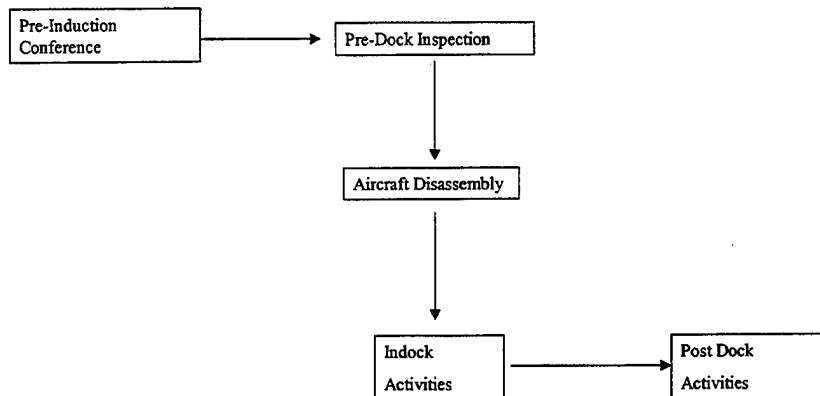 Pre-Induction
Conference
Pre-Dock Inspection
Aircraft Disassembly
Indock
Activities
Post Dock
Activities